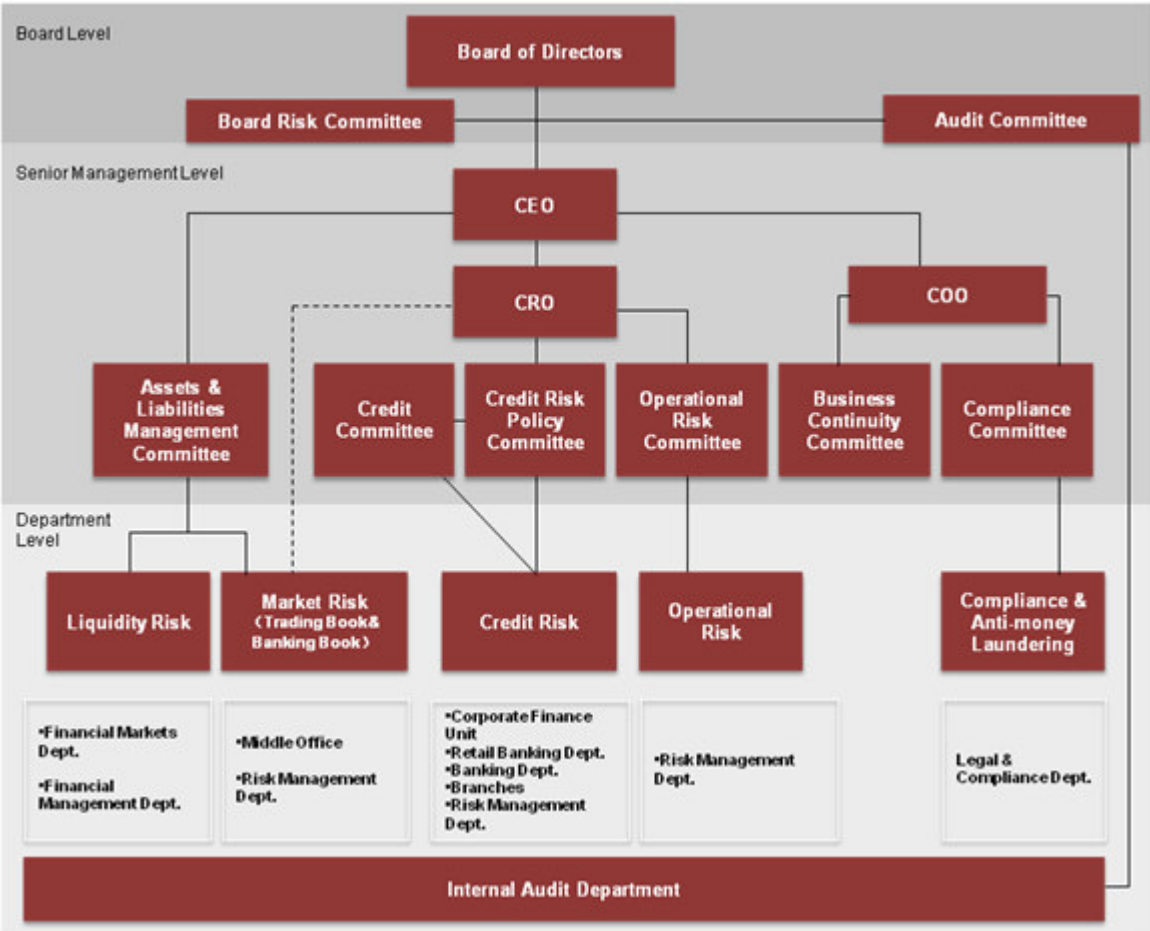 Board Level
Board of Directors
Board Risk Committee
Audit Committee
Senior Management Level
CEO
CRO
COO
Assets &
Liabilities
Management
Committee
Credit
Committee
Credit Risk
Policy
Committee
Operational
Risk
Committee
Business
Continuity
Committee
Compliance
Committee
Department
Level
Liquidity Risk
Market Risk
(Trading Book&
Banking Book)
Credit Risk
Operational
Risk
Compliance &
Anti-money
Laundering
•Financial Markets
Dept.
•Financial
Management Dept.
•Middle Office
•Risk Management
Dept.
•Corporate Finance
Unit
•Retail Banking Dept.
•Banking Dept.
•Branches
•Risk Management
Dept.
•Risk Management
Dept.
Legal &
Compliance Dept.
Internal Audit Department